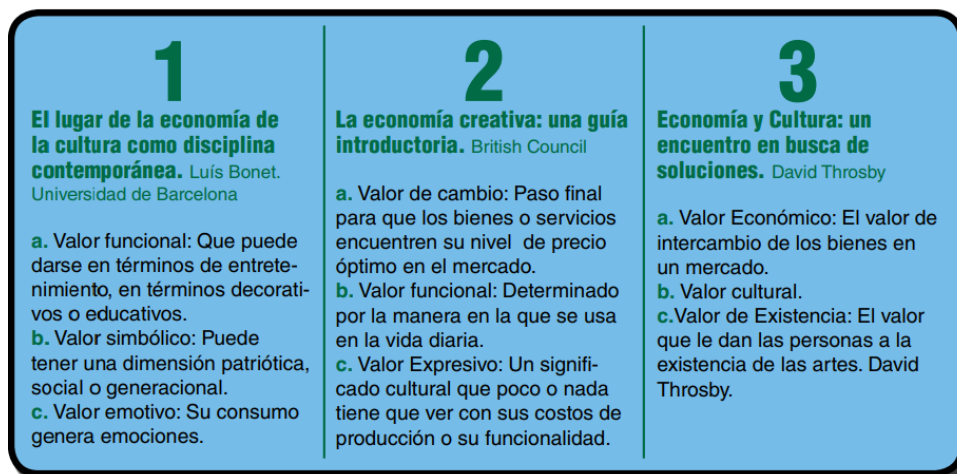 1
El lugar de la economía de
la cultura como disciplina
contemporánea. Luís Bonet.
Universidad de Barcelona
a. Valor funcional: Que puede
darse en términos de entrete-
nimiento, en términos decorati-
vos o educativos.
b. Valor simbólico: Puede
tener una dimensión patriótica,
social o generacional.
c. Valor emotivo: Su consumo
genera emociones.
2
La economía creativa: una guía
introductoria. British Council
a. Valor de cambio: Paso final
para que los bienes o servicios
encuentren su nivel de precio
óptimo en el mercado.
b. Valor funcional: Determinado
por la manera en la que se usa
en la vida diaria.
c. Valor Expresivo: Un signifi-
cado cultural que poco o nada
tiene que ver con sus costos de
producción o su funcionalidad.
3
Economía y Cultura: un
encuentro en busca de
soluciones. David Throsby
a. Valor Económico: El valor de
intercambio de los bienes en
un mercado.
b. Valor cultural.
c.Valor de Existencia: El valor
que le dan las personas a la
existencia de las artes. David
Throsby.